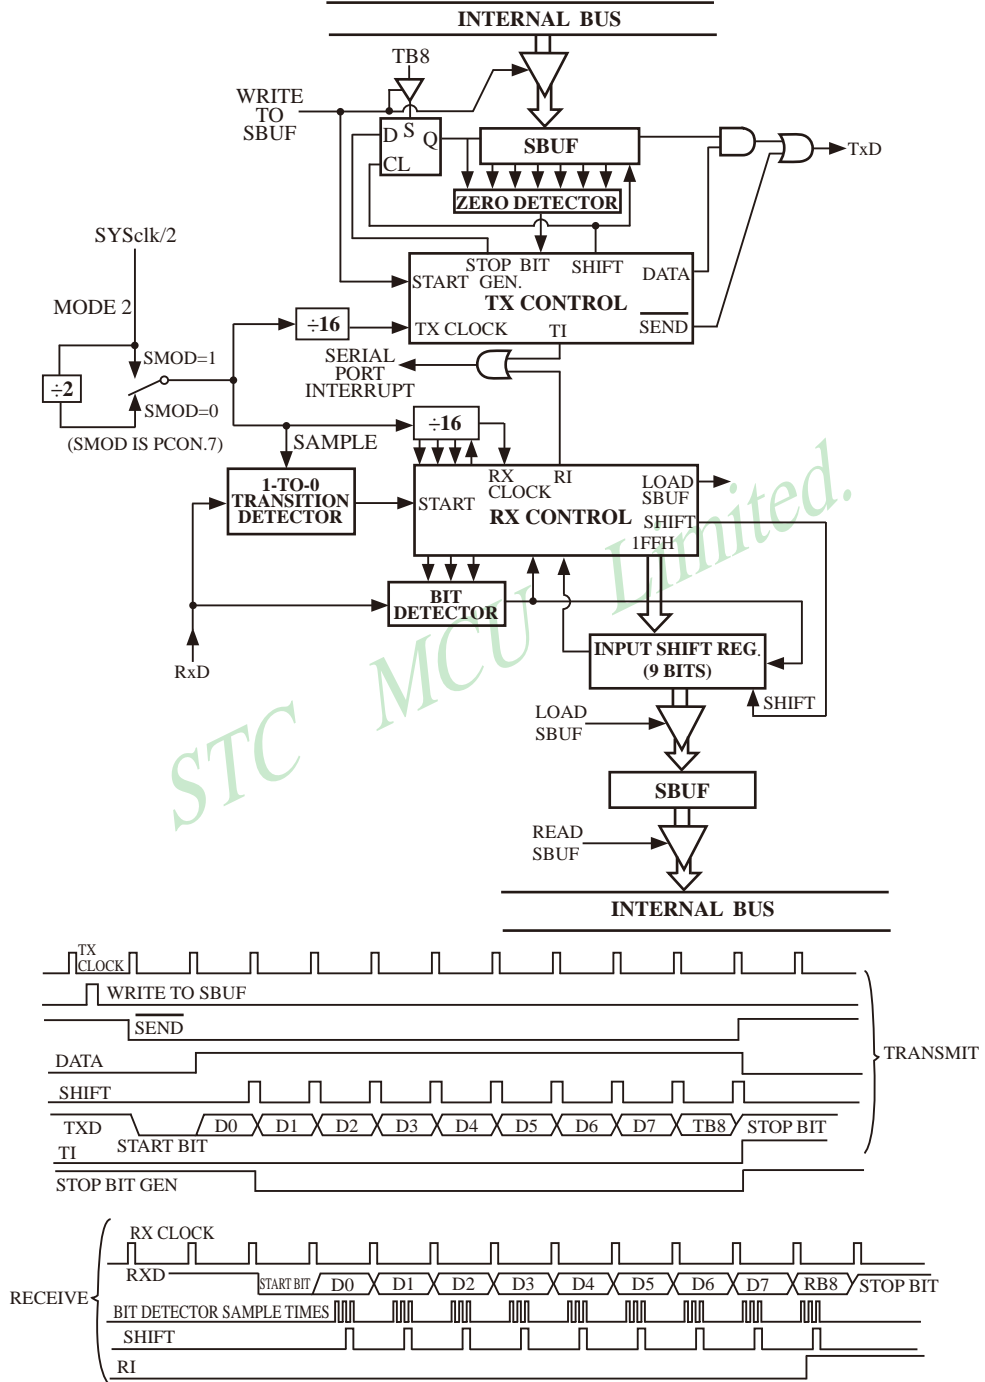 INTERNAL BUS
TB8
WRITE
TO
SBUF
D
S
Q
CL
SBUF
TxD
ZERO DETECTOR
SYSclk/2
STOP BIT
SHIFT
DATA
START
GEN.
TX CONTROL
MODE 2
÷16
TX CLOCK
TI
SEND
SMOD=1
SERIAL
PORT
INTERRUPT
÷2
SMOD=0
(SMOD IS PCON.7)
SAMPLE
÷16
1-TO-0
TRANSITION
DETECTOR
START
RX
CLOCK
RI
LOAD
SBUF
RX CONTROL
SHIFT
1FFH
BIT
DETECTOR
RxD
INPUT SHIFT REG.
(9 BITS)
SHIFT
LOAD
SBUF
SBUF
READ
SBUF
INTERNAL BUS
STC MCU Limited.
TX
CLOCK
WRITE TO SBUF
SEND
DATA
TRANSMIT
SHIFT
TXD
START BIT
D0 D1 D2 D3 D4 D5 D6 D7 TB8
STOP BIT
TI
STOP BIT GEN
RX CLOCK
RXD
START BIT
D0 D1 D2 D3 D4 D5 D6 D7 RB8
STOP BIT
RECEIVE
BIT DETECTOR SAMPLE TIMES
SHIFT
RI